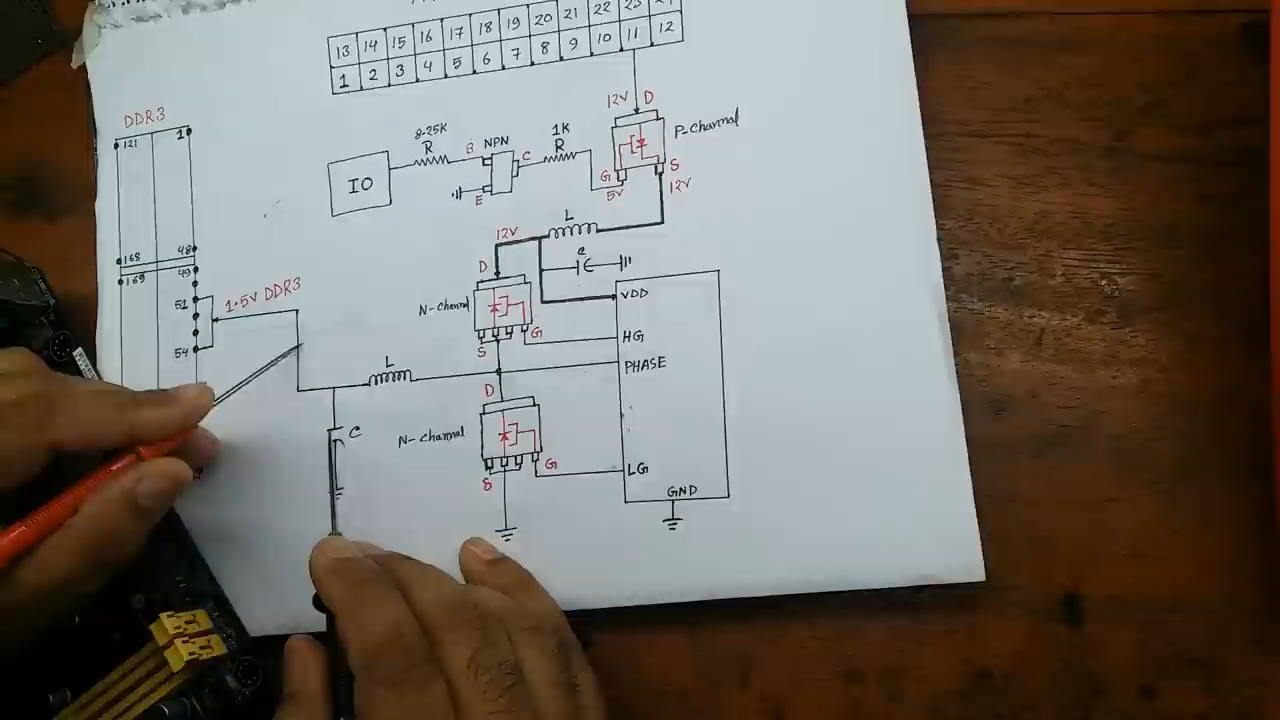 13 14 15 16 17 18 19 20 21 22 23
1 2 3 4 5 6 7 8 9 10 11 12
DDR3
121 1
168 48
169 49
51
54
1.5V DDR3
IO
8.25K
R
B NPN C
E
1K
R
12V D
P-Channel
G S
5V 12V
L
12V
C
D
N-Channel
S G
VDD
HG
PHASE
LG
GND
L
C
D
N-Channel
S G